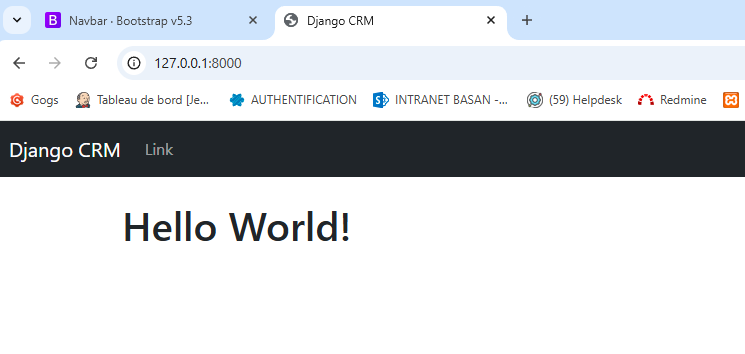 Navbar · Bootstrap v5.3
Django CRM
127.0.0.1:8000
Gogs
Tableau de bord [Je...
AUTHENTIFICATION
INTRANET BASAN -...
(59) Helpdesk
Redmine
Django CRM
Link
Hello World!